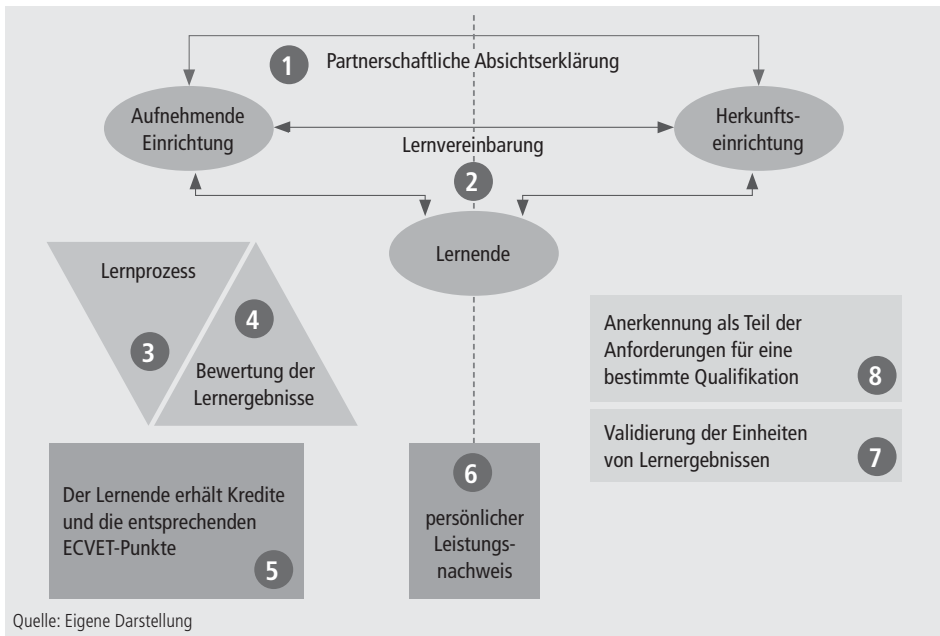 1 Partnerschaftliche Absichtserklärung
Aufnehmende
Einrichtung
Herkunfts-
einrichtung
Lernvereinbarung
2
Lernende
Lernprozess
3
4
Bewertung der
Lernergebnisse
Der Lernende erhält Kredite
und die entsprechenden
ECVET-Punkte
5
6
persönlicher
Leistungs-
nachweis
Anerkennung als Teil der
Anforderungen für eine
bestimmte Qualifikation
8
Validierung der Einheiten
von Lernergebnissen
7
Quelle: Eigene Darstellung